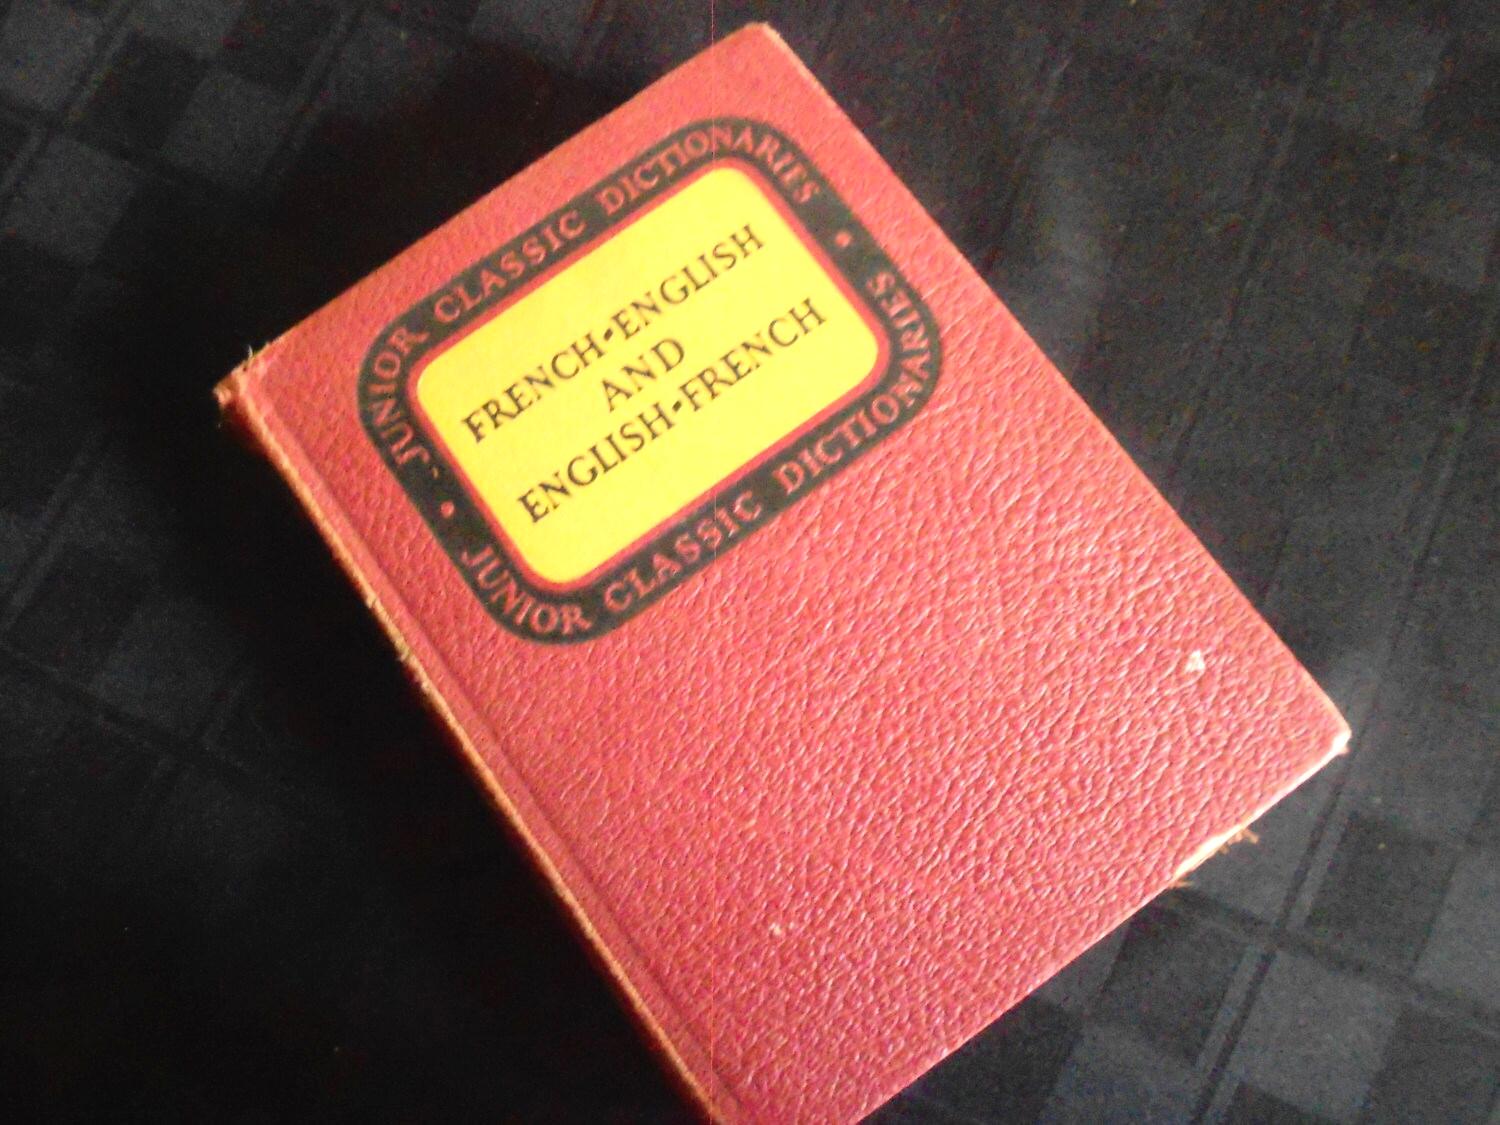 JUNIOR CLASSIC DICTIONARIES
FRENCH-ENGLISH
AND
ENGLISH-FRENCH
JUNIOR CLASSIC DICTIONARIES